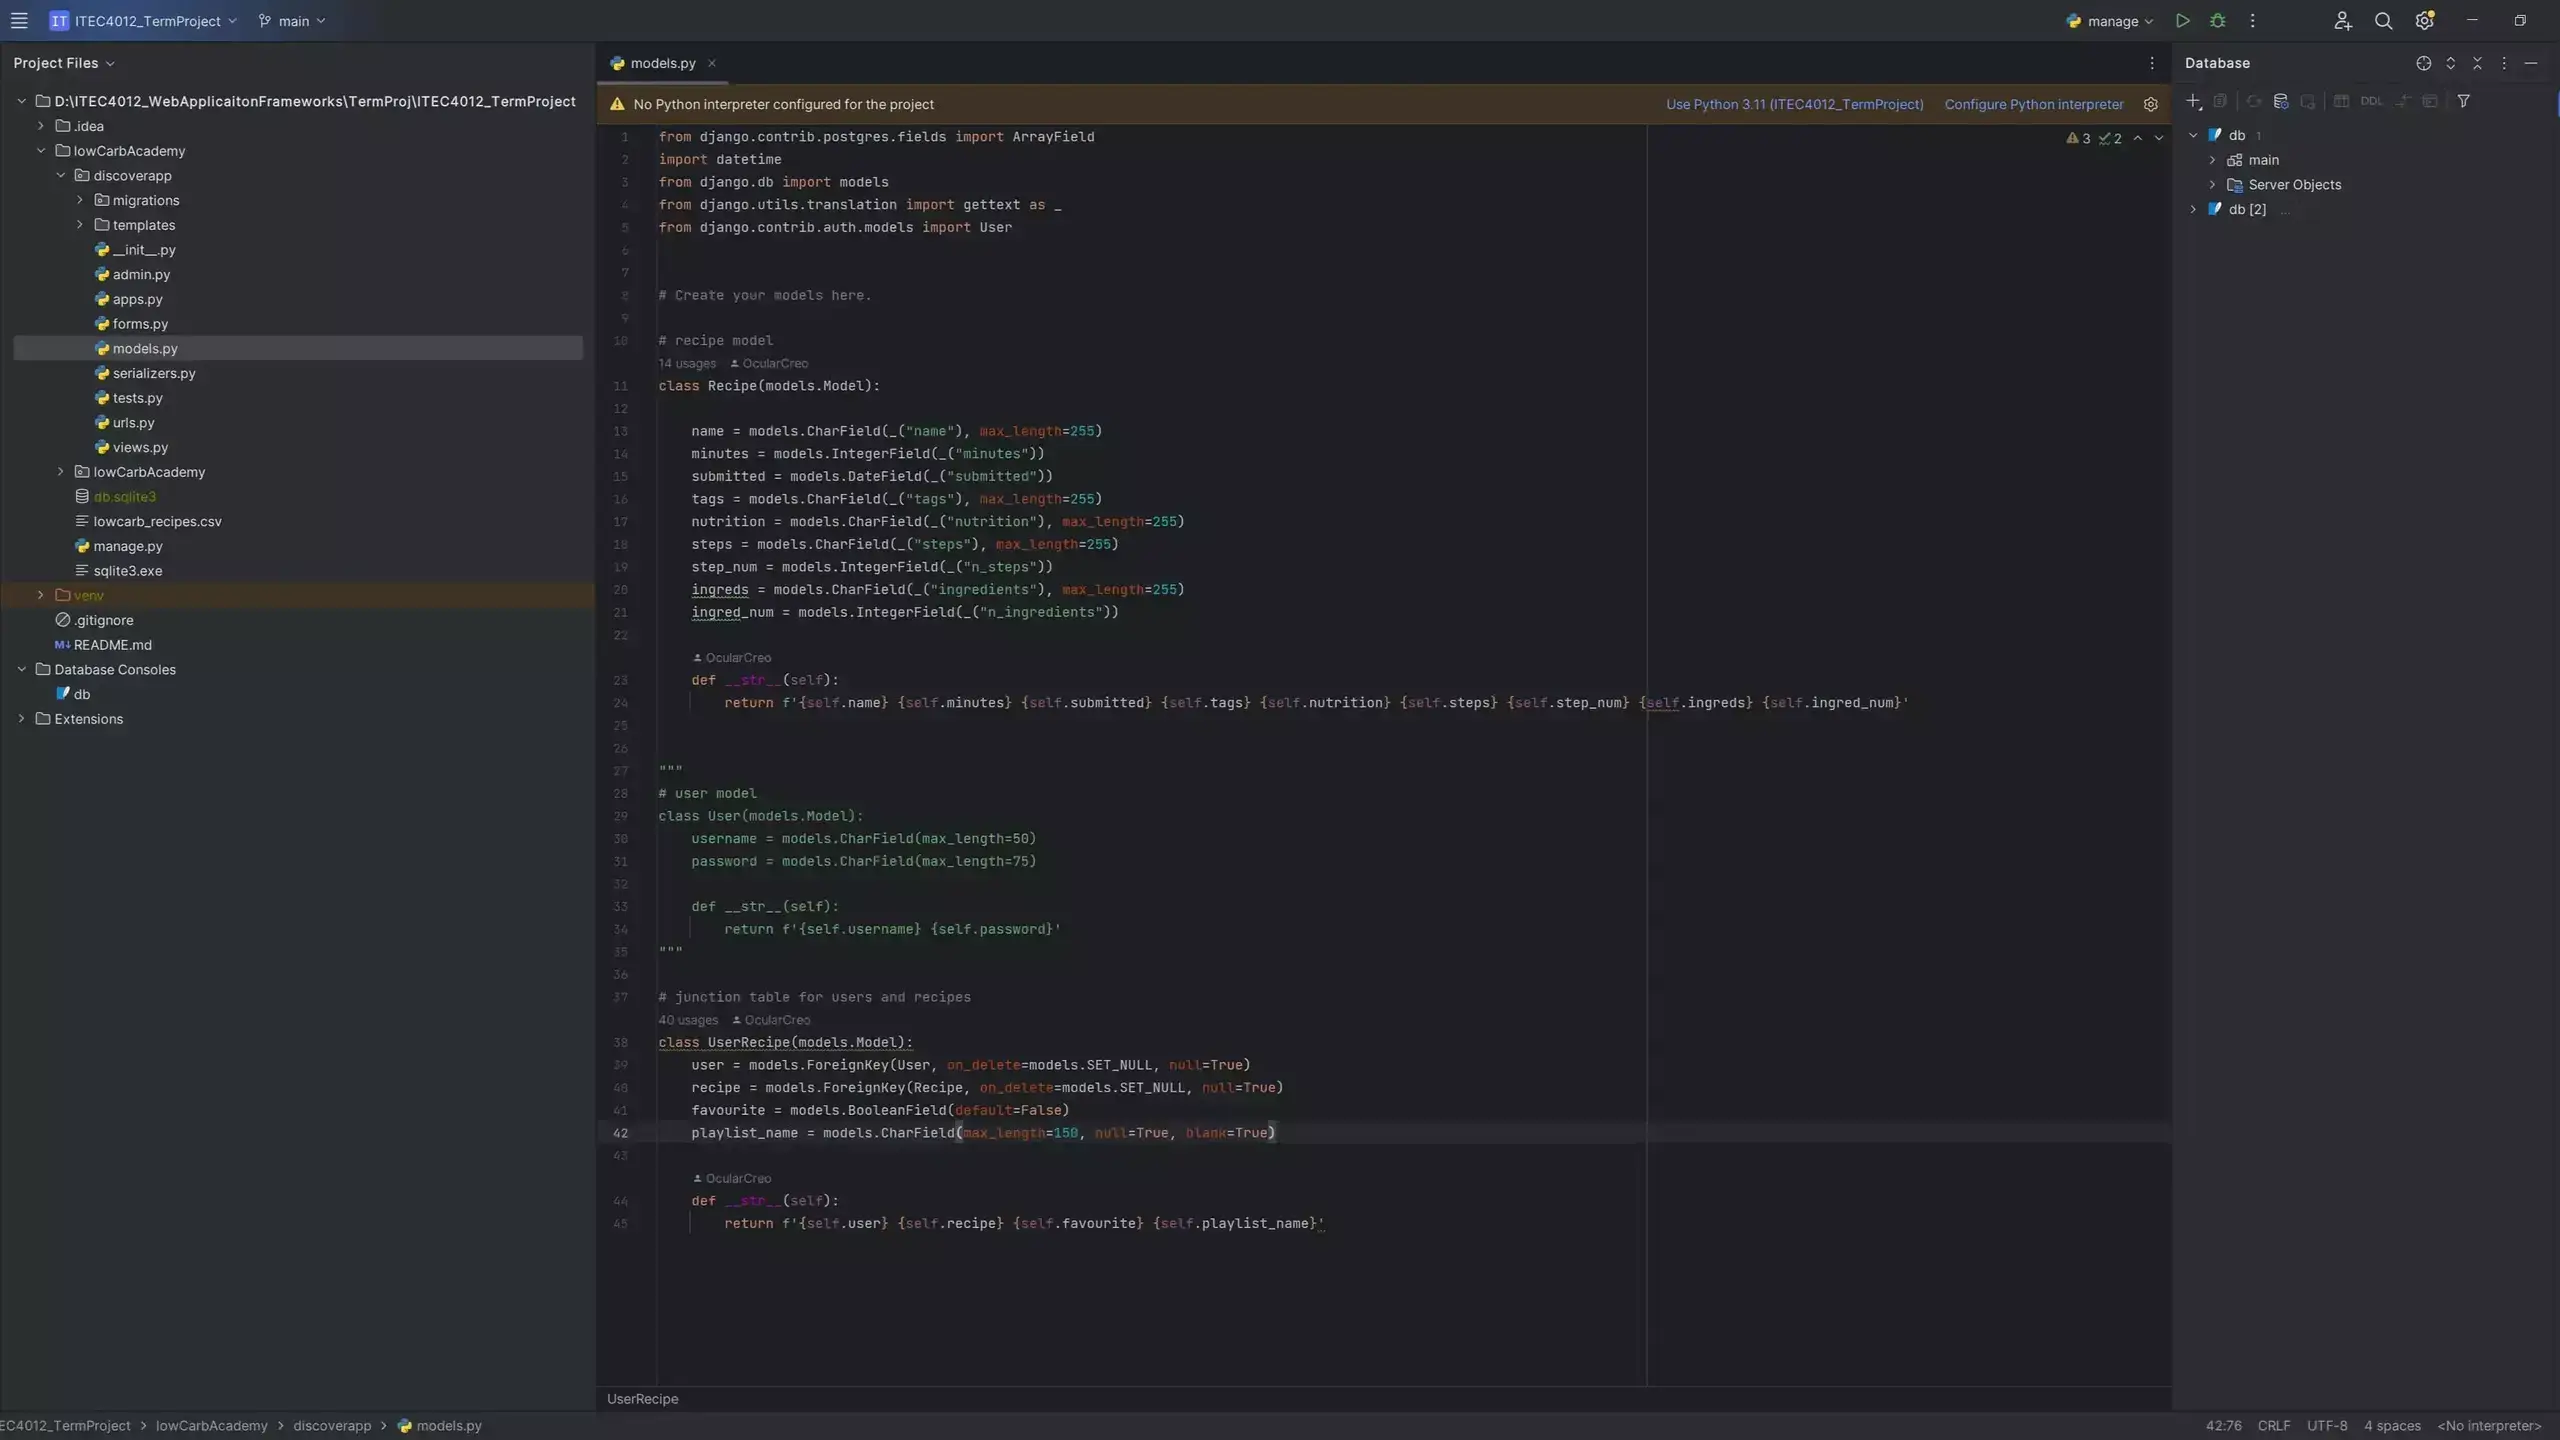 IT ITEC4012_TermProject main manage
Project Files
D:\ITEC4012_WebApplicaitonFrameworks\TermProj\ITEC4012_TermProject
.idea
lowCarbAcademy
discoverapp
migrations
templates
__init__.py
admin.py
apps.py
forms.py
models.py
serializers.py
tests.py
urls.py
views.py
lowCarbAcademy
db.sqlite3
lowcarb_recipes.csv
manage.py
sqlite3.exe
venv
.gitignore
README.md
Database Consoles
db
Extensions
models.py
No Python interpreter configured for the project Use Python 3.11 (ITEC4012_TermProject) Configure Python interpreter
3 2
1 from django.contrib.postgres.fields import ArrayField
2 import datetime
3 from django.db import models
4 from django.utils.translation import gettext as _
5 from django.contrib.auth.models import User
6
7
8 # Create your models here.
9
10 # recipe model
14 usages OcularCreo
11 class Recipe(models.Model):
12
13 name = models.CharField(_("name"), max_length=255)
14 minutes = models.IntegerField(_("minutes"))
15 submitted = models.DateField(_("submitted"))
16 tags = models.CharField(_("tags"), max_length=255)
17 nutrition = models.CharField(_("nutrition"), max_length=255)
18 steps = models.CharField(_("steps"), max_length=255)
19 step_num = models.IntegerField(_("n_steps"))
20 ingreds = models.CharField(_("ingredients"), max_length=255)
21 ingred_num = models.IntegerField(_("n_ingredients"))
22
OcularCreo
23 def __str__(self):
24 return f'{self.name} {self.minutes} {self.submitted} {self.tags} {self.nutrition} {self.steps} {self.step_num} {self.ingreds} {self.ingred_num}'
25
26
27 """
28 # user model
29 class User(models.Model):
30 username = models.CharField(max_length=50)
31 password = models.CharField(max_length=75)
32
33 def __str__(self):
34 return f'{self.username} {self.password}'
35 """
36
37 # junction table for users and recipes
40 usages OcularCreo
38 class UserRecipe(models.Model):
39 user = models.ForeignKey(User, on_delete=models.SET_NULL, null=True)
40 recipe = models.ForeignKey(Recipe, on_delete=models.SET_NULL, null=True)
41 favourite = models.BooleanField(default=False)
42 playlist_name = models.CharField(max_length=150, null=True, blank=True)
43
OcularCreo
44 def __str__(self):
45 return f'{self.user} {self.recipe} {self.favourite} {self.playlist_name}'
UserRecipe
Database
DDL
db 1
main
Server Objects
db [2] ...
EC4012_TermProject lowCarbAcademy discoverapp models.py 42:76 CRLF UTF-8 4 spaces <No interpreter>